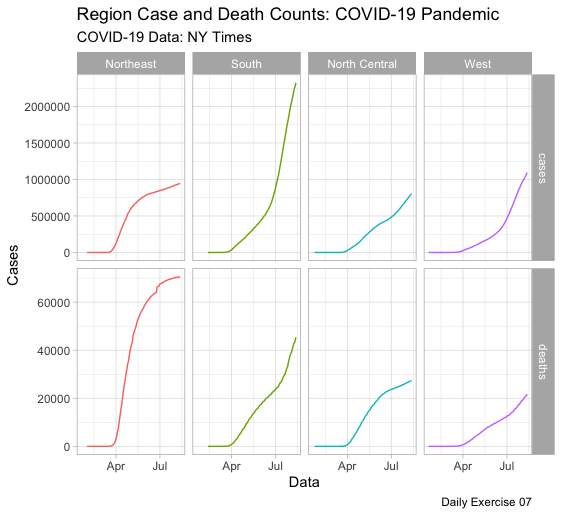 Region Case and Death Counts: COVID-19 Pandemic
COVID-19 Data: NY Times
Northeast South North Central West
2000000
1500000
1000000
500000
0
cases
Cases
60000
40000
20000
0
deaths
Apr Jul Apr Jul Apr Jul Apr Jul
Data
Daily Exercise 07